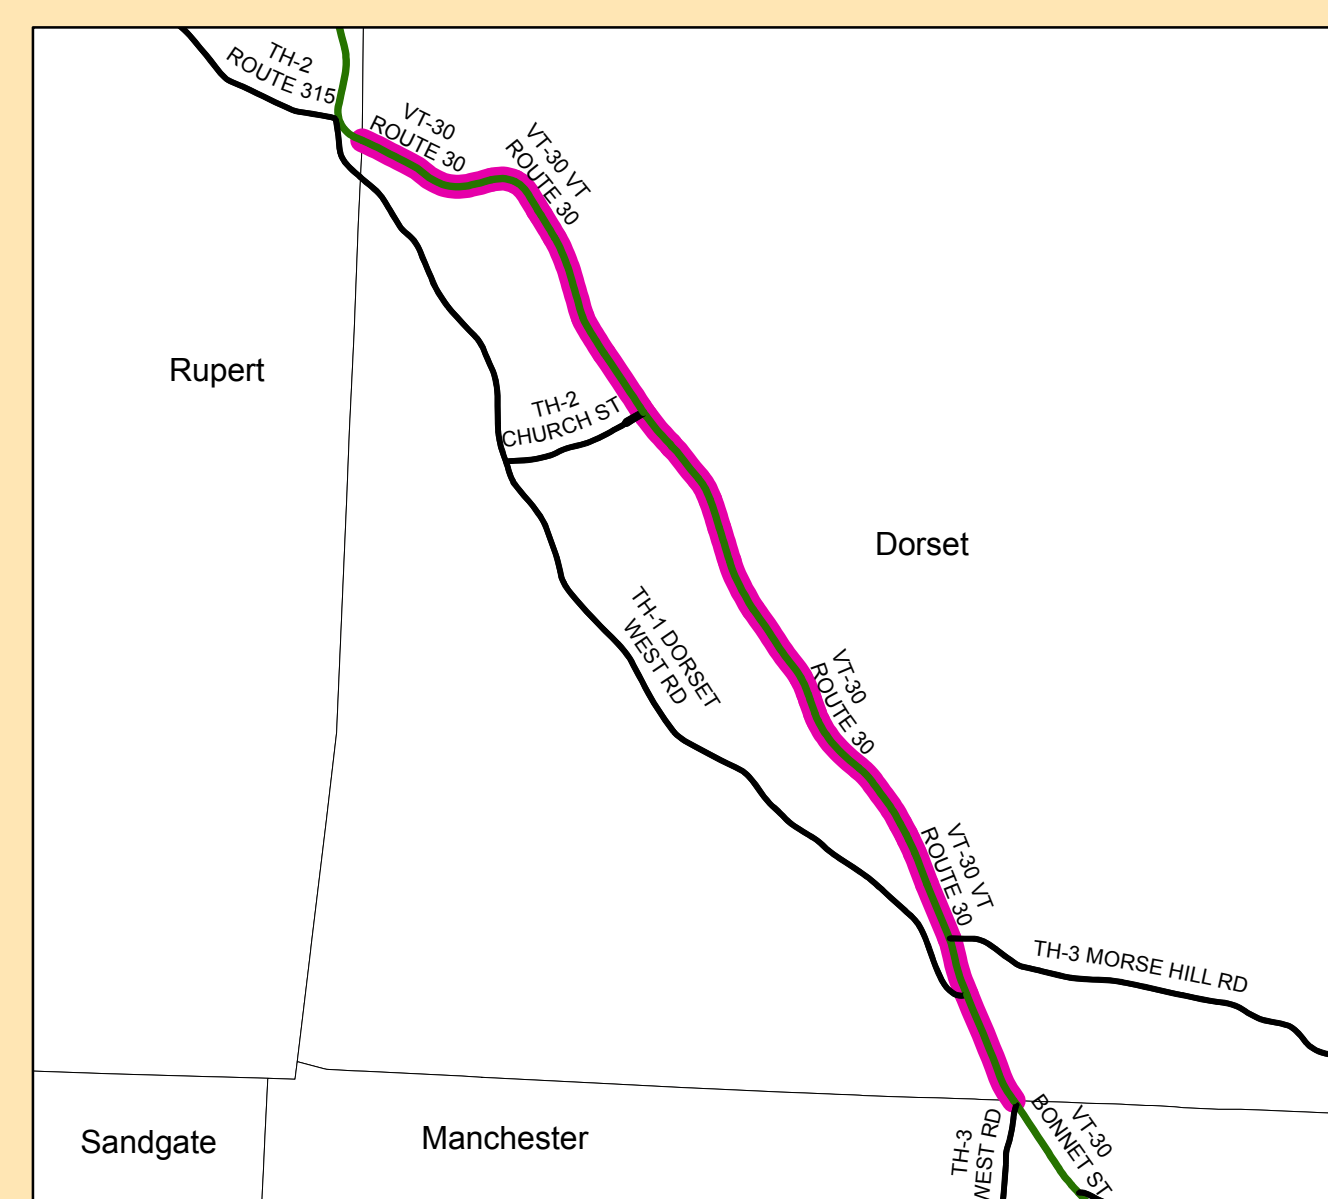 TH-2
ROUTE 315
VT-30
ROUTE 30
VT-30 VT
ROUTE 30
Rupert
TH-2
CHURCH ST
Dorset
TH-1 DORSET
WEST RD
VT-30
ROUTE 30
VT-30 VT
ROUTE 30
TH-3 MORSE HILL RD
Sandgate
Manchester
TH-3
WEST RD
VT-30
BONNET ST